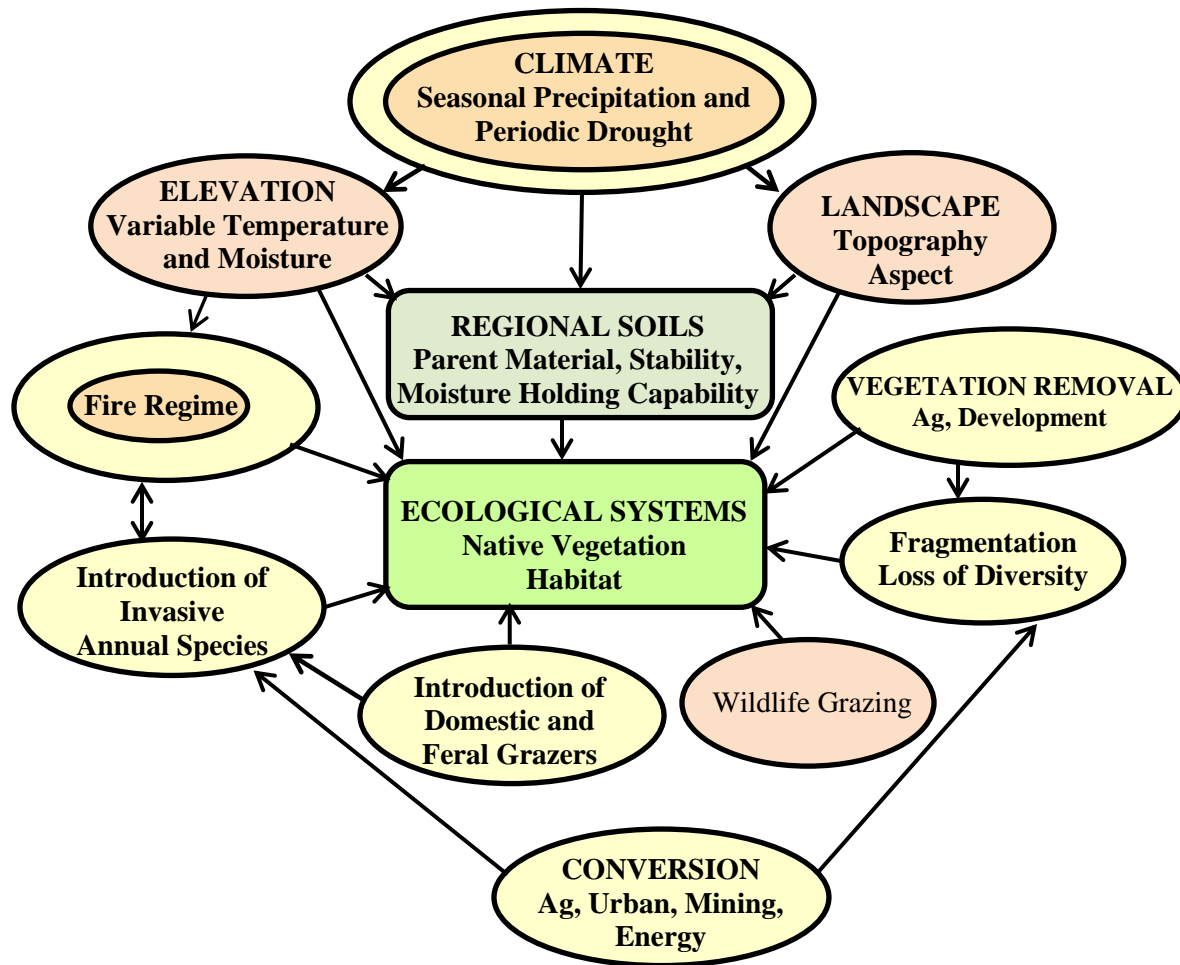 CLIMATE
Seasonal Precipitation and
Periodic Drought
ELEVATION
Variable Temperature
and Moisture
LANDSCAPE
Topography
Aspect
REGIONAL SOILS
Parent Material, Stability,
Moisture Holding Capability
Fire Regime
VEGETATION REMOVAL
Ag, Development
ECOLOGICAL SYSTEMS
Native Vegetation
Habitat
Fragmentation
Loss of Diversity
Introduction of
Invasive
Annual Species
Introduction of
Domestic and
Feral Grazers
Wildlife Grazing
CONVERSION
Ag, Urban, Mining,
Energy